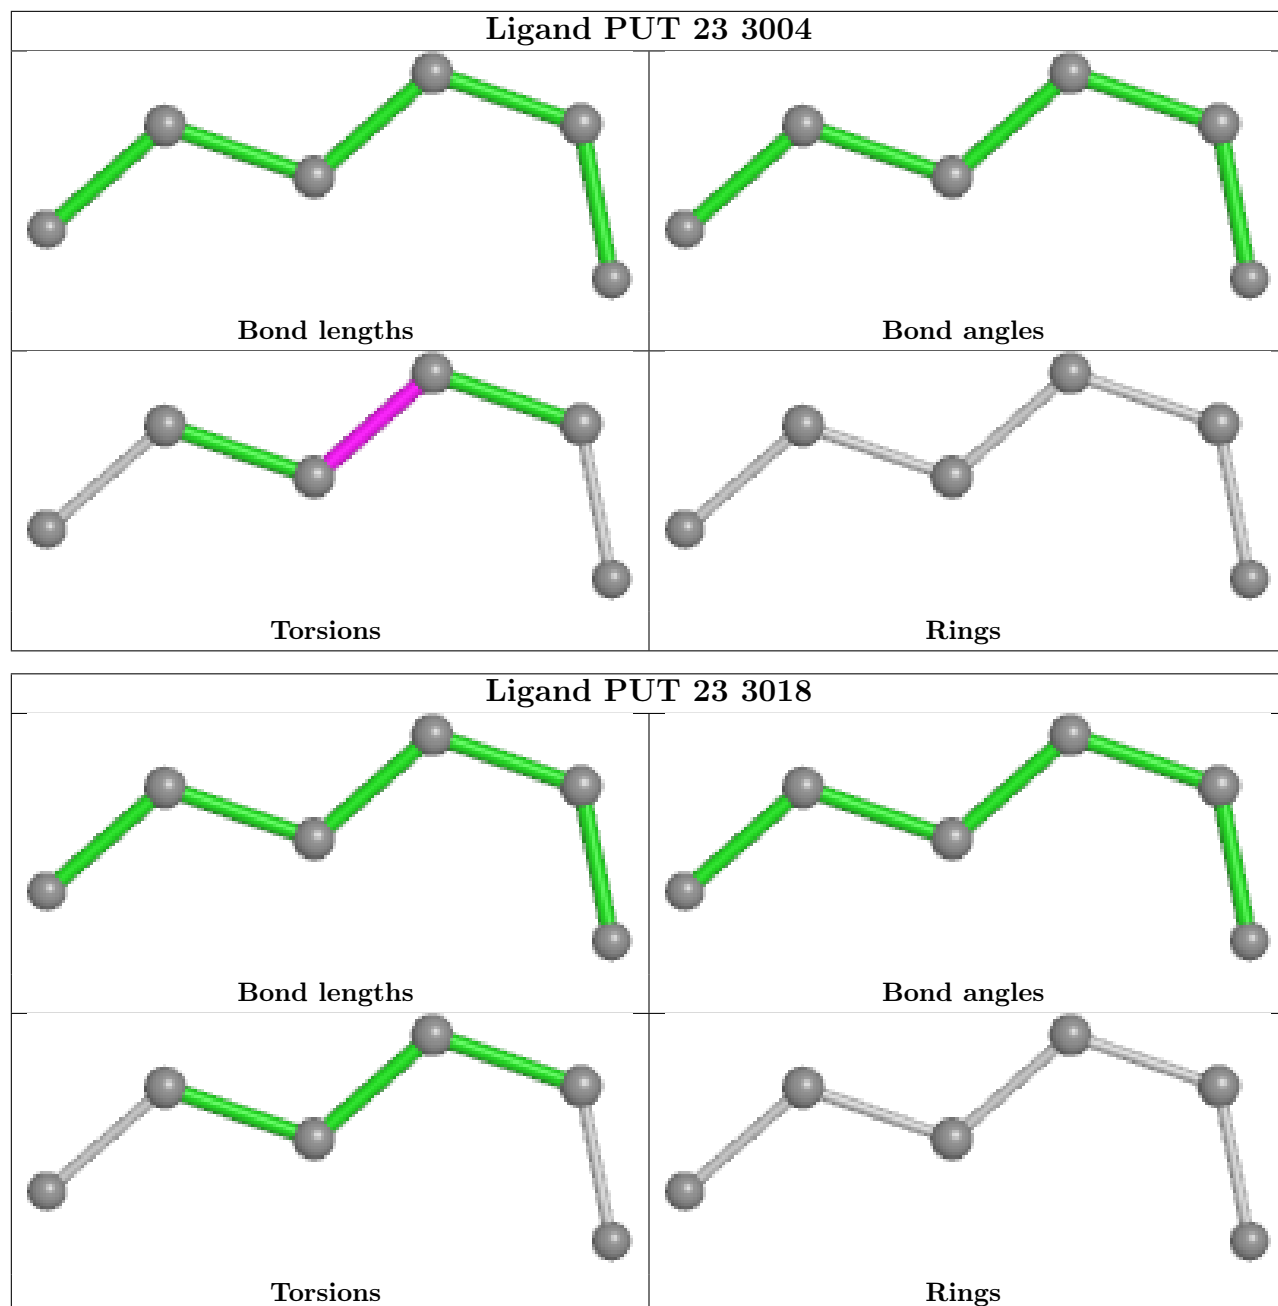 Ligand PUT 23 3004
Bond lengths
Bond angles
Torsions
Rings
Ligand PUT 23 3018
Bond lengths
Bond angles
Torsions
Rings